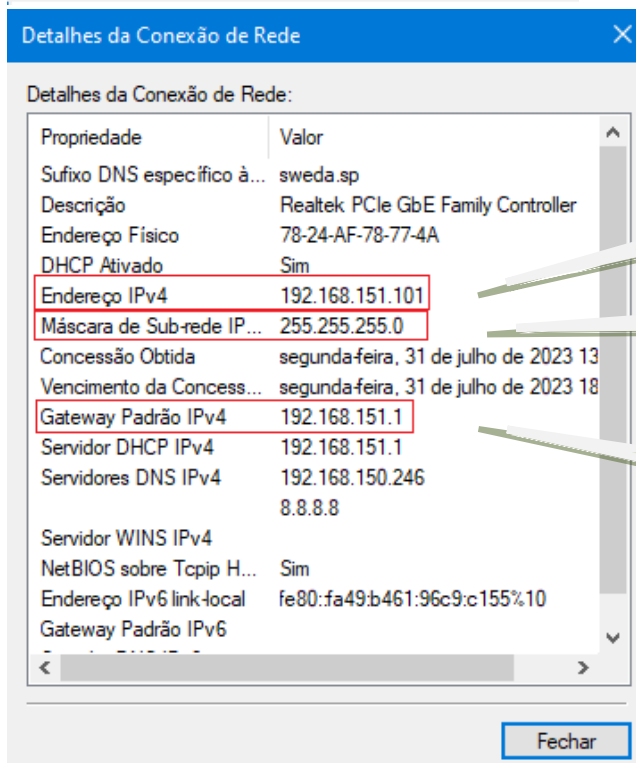 Detalhes da Conexão de Rede
Detalhes da Conexão de Rede:
Propriedade Valor
Sufixo DNS específico à... sweda.sp
Descrição Realtek PCIe GbE Family Controller
Endereço Físico 78-24-AF-78-77-4A
DHCP Ativado Sim
Endereço IPv4 192.168.151.101
Máscara de Sub-rede IP... 255.255.255.0
Concessão Obtida segunda-feira, 31 de julho de 2023 13
Vencimento da Concess... segunda-feira, 31 de julho de 2023 18
Gateway Padrão IPv4 192.168.151.1
Servidor DHCP IPv4 192.168.151.1
Servidores DNS IPv4 192.168.150.246
8.8.8.8
Servidor WINS IPv4
NetBIOS sobre Tcpip H... Sim
Endereço IPv6 link-local fe80::fa49:b461:96c9:c155%10
Gateway Padrão IPv6
Fechar